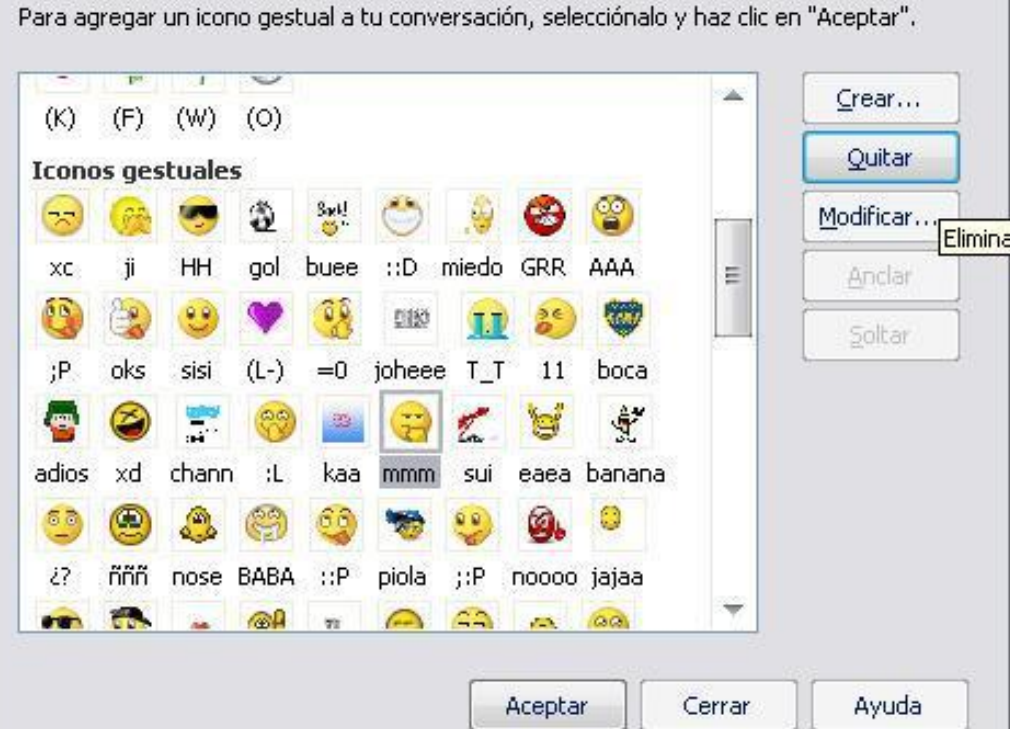 Para agregar un icono gestual a tu conversación, selecciónalo y haz clic en "Aceptar".
(K) (F) (W) (O)
Iconos gestuales
xc ji HH gol buee ::D miedo GRR AAA
;P oks sisi (L-) =0 joheee T_T 11 boca
adios xd chann :L kaa mmm sui eaea banana
¿? ñññ nose BABA ::P piola ;:P noooo jajaa
Crear...
Quitar
Modificar...
Elimina
Anclar
Soltar
Aceptar Cerrar Ayuda